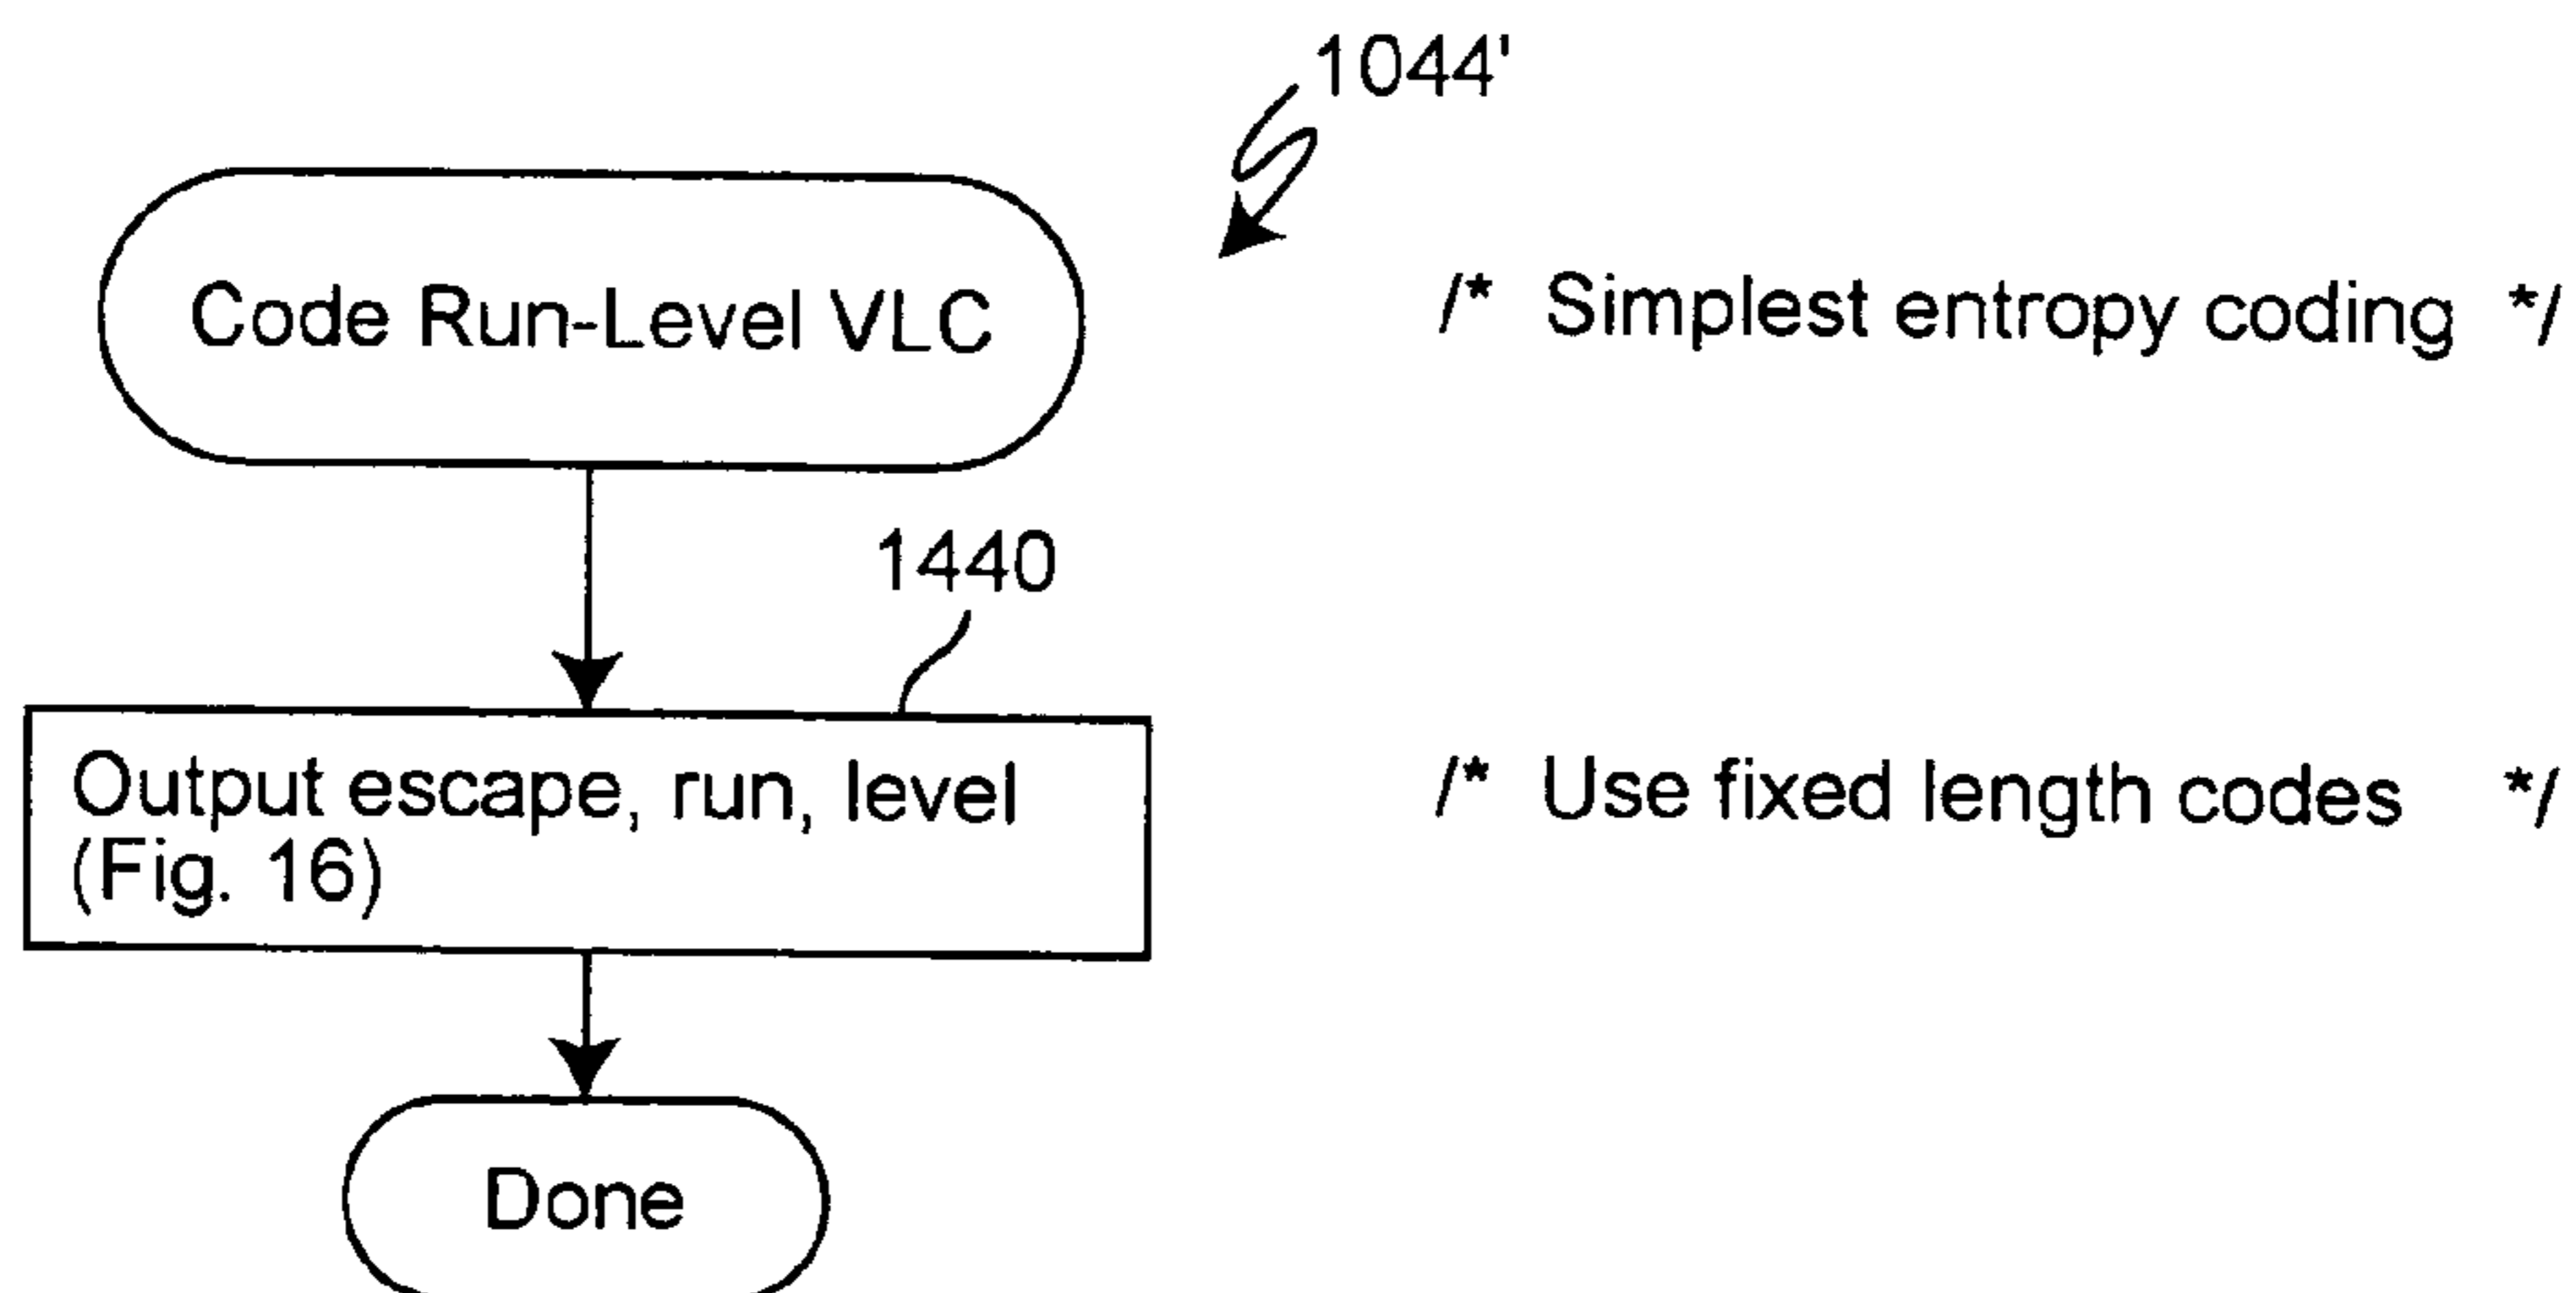 1044'
Code Run-Level VLC
/* Simplest entropy coding */
1440
Output escape, run, level
(Fig. 16)
/* Use fixed length codes */
Done